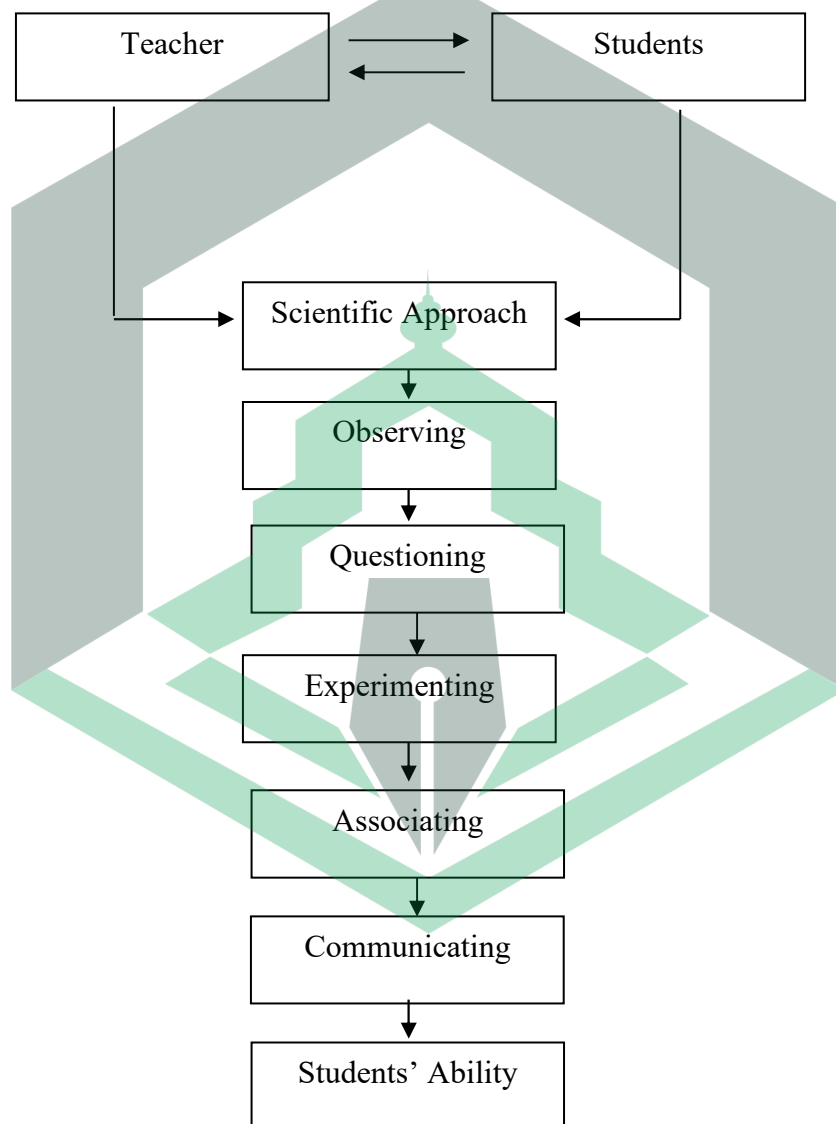 Teacher
Students
Scientific Approach
Observing
Questioning
Experimenting
Associating
Communicating
Students’ Ability